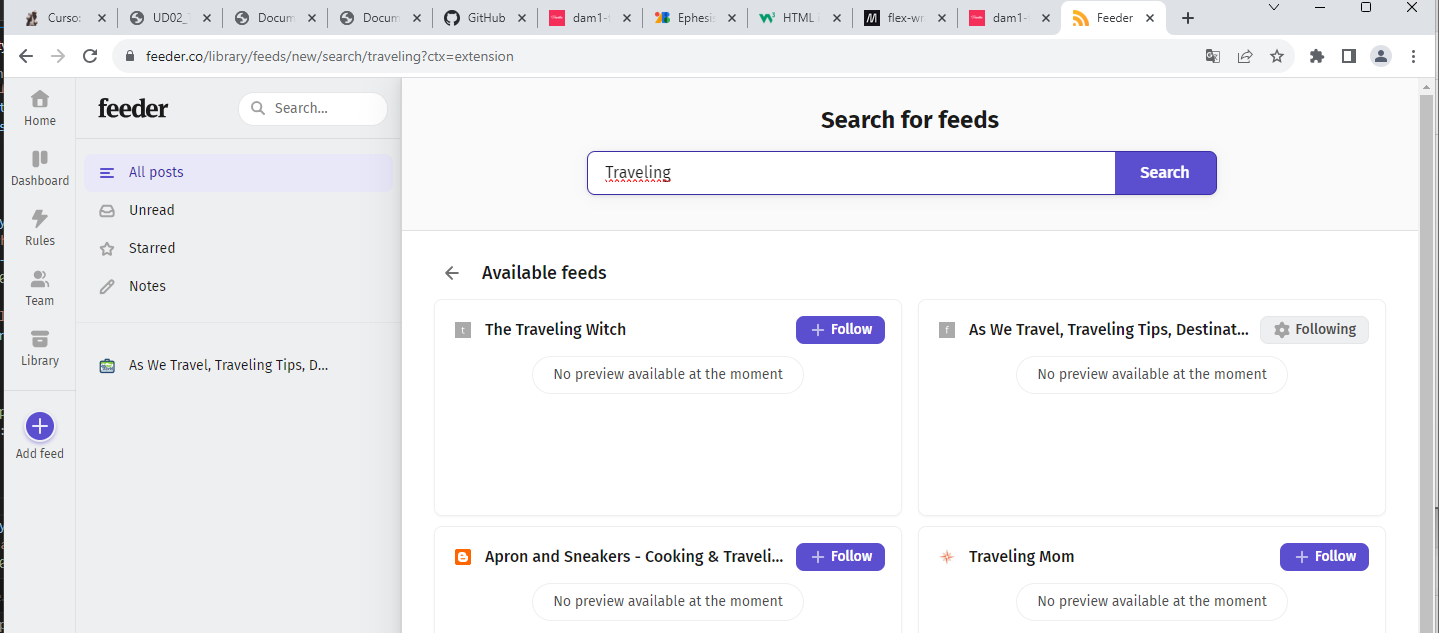 Curso:
UD02_
Docum
Docum
GitHub
dam1-
Ephesi
HTML
flex-wr
dam1-
Feeder
feeder.co/library/feeds/new/search/traveling?ctx=extension
Home
Dashboard
Rules
Team
Library
Add feed
feeder
Search...
All posts
Unread
Starred
Notes
As We Travel, Traveling Tips, D...
Search for feeds
Traveling
Search
Available feeds
t
The Traveling Witch
Follow
No preview available at the moment
f
As We Travel, Traveling Tips, Destinat...
Following
No preview available at the moment
Apron and Sneakers - Cooking & Traveli...
Follow
No preview available at the moment
Traveling Mom
Follow
No preview available at the moment